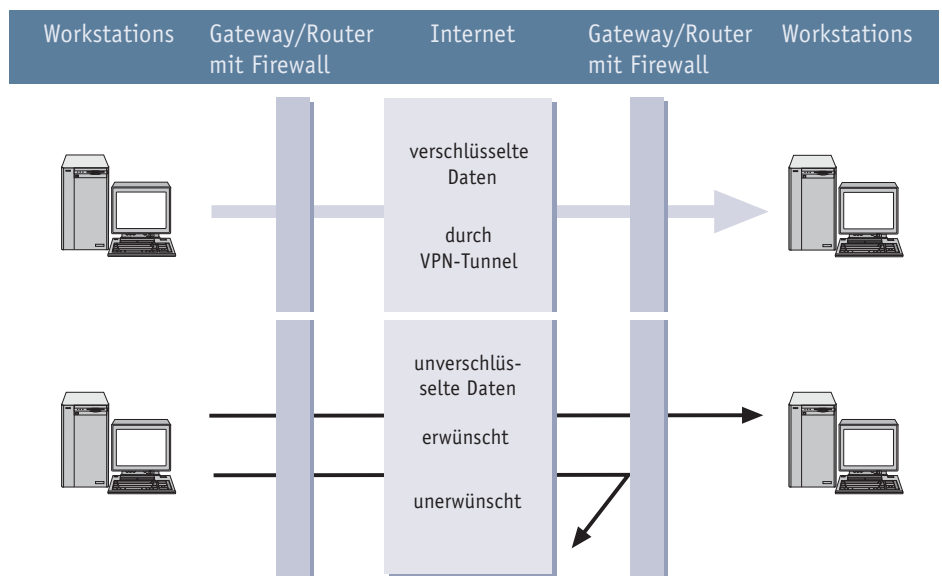 Workstations
Gateway/Router
mit Firewall
Internet
Gateway/Router
mit Firewall
Workstations
verschlüsselte
Daten
durch
VPN-Tunnel
unverschlüs-
selte Daten
erwünscht
unerwünscht